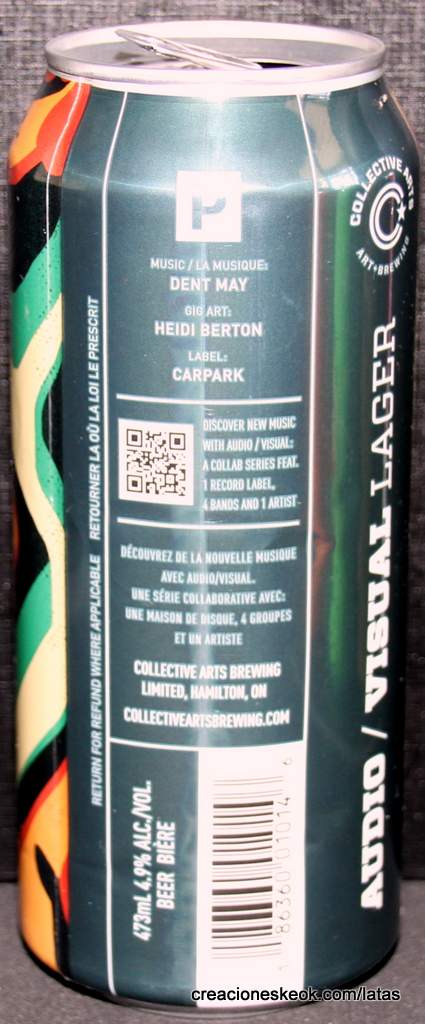 P
MUSIC / LA MUSIQUE:
DENT MAY
GIG ART:
HEIDI BERTON
LABEL:
CARPARK
DISCOVER NEW MUSIC
WITH AUDIO / VISUAL:
A COLLAB SERIES FEAT.
1 RECORD LABEL,
4 BANDS AND 1 ARTIST
DÉCOUVREZ DE LA NOUVELLE MUSIQUE
AVEC AUDIO/VISUAL.
UNE SÉRIE COLLABORATIVE AVEC:
UNE MAISON DE DISQUE, 4 GROUPES
ET UN ARTISTE
COLLECTIVE ARTS BREWING
LIMITED, HAMILTON, ON
COLLECTIVEARTSBREWING.COM
473mL 4.9% ALC./VOL.
BEER BIÈRE
1 86360 01014 6
RETURN FOR REFUND WHERE APPLICABLE RETOURNER LA OÙ LA LOI LE PRESCRIT
COLLECTIVE ARTS
ART+BREWING
AUDIO / VISUAL LAGER
creacioneskeok.com/latas